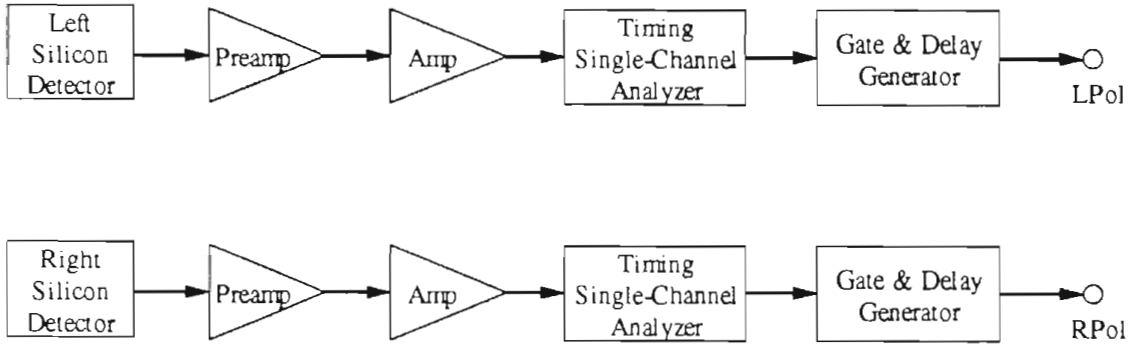 Left
Silicon
Detector
Preamp
Amp
Timing
Single-Channel
Analyzer
Gate & Delay
Generator
LPol
Right
Silicon
Detector
Preamp
Amp
Timing
Single-Channel
Analyzer
Gate & Delay
Generator
RPol